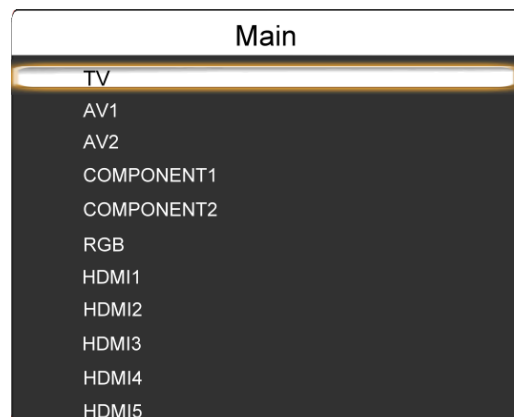 Main
TV
AV1
AV2
COMPONENT1
COMPONENT2
RGB
HDMI1
HDMI2
HDMI3
HDMI4
HDMI5